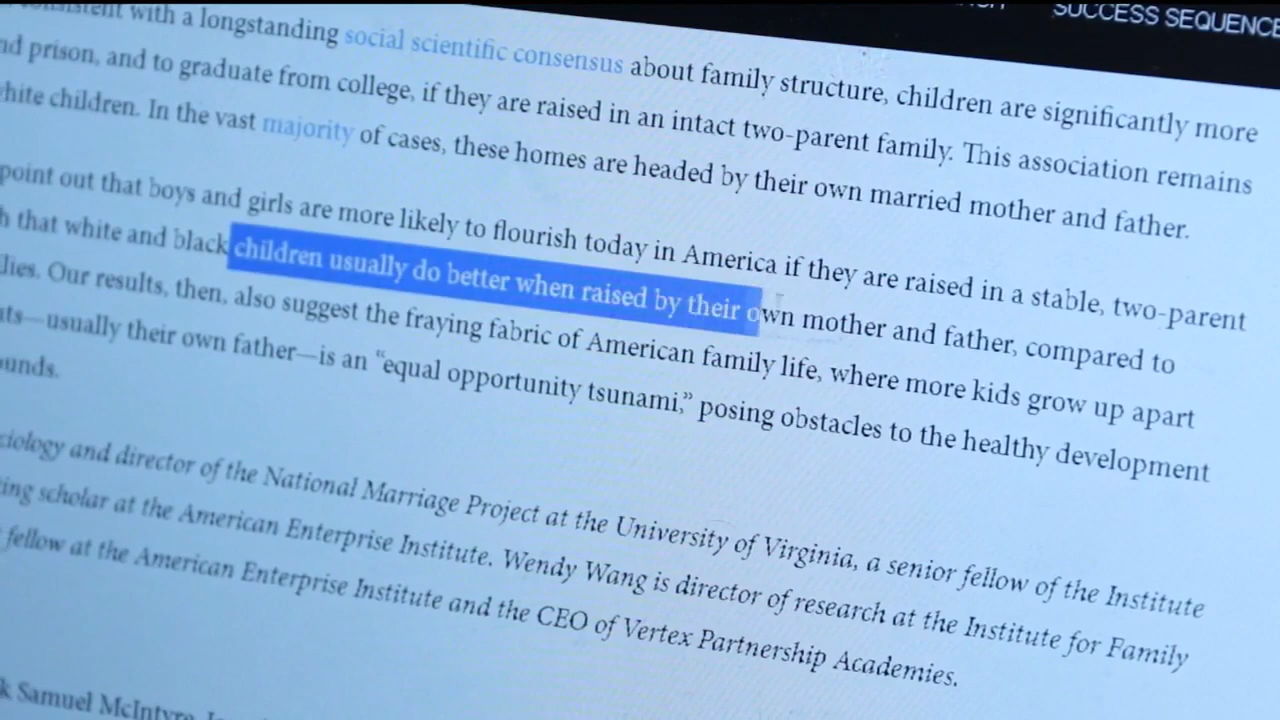 SUCCESS SEQUENCE
with a longstanding social scientific consensus about family structure, children are significantly more
prison, and to graduate from college, if they are raised in an intact two-parent family. This association remains
children. In the vast majority of cases, these homes are headed by their own married mother and father.
point out that boys and girls are more likely to flourish today in America if they are raised in a stable, two-parent
that white and black children usually do better when raised by their own mother and father, compared to
Our results, then, also suggest the fraying fabric of American family life, where more kids grow up apart
—usually their own father—is an “equal opportunity tsunami,” posing obstacles to the healthy development
and director of the National Marriage Project at the University of Virginia, a senior fellow of the Institute
scholar at the American Enterprise Institute. Wendy Wang is director of research at the Institute for Family
fellow at the American Enterprise Institute and the CEO of Vertex Partnership Academies.
Samuel McIntyre,